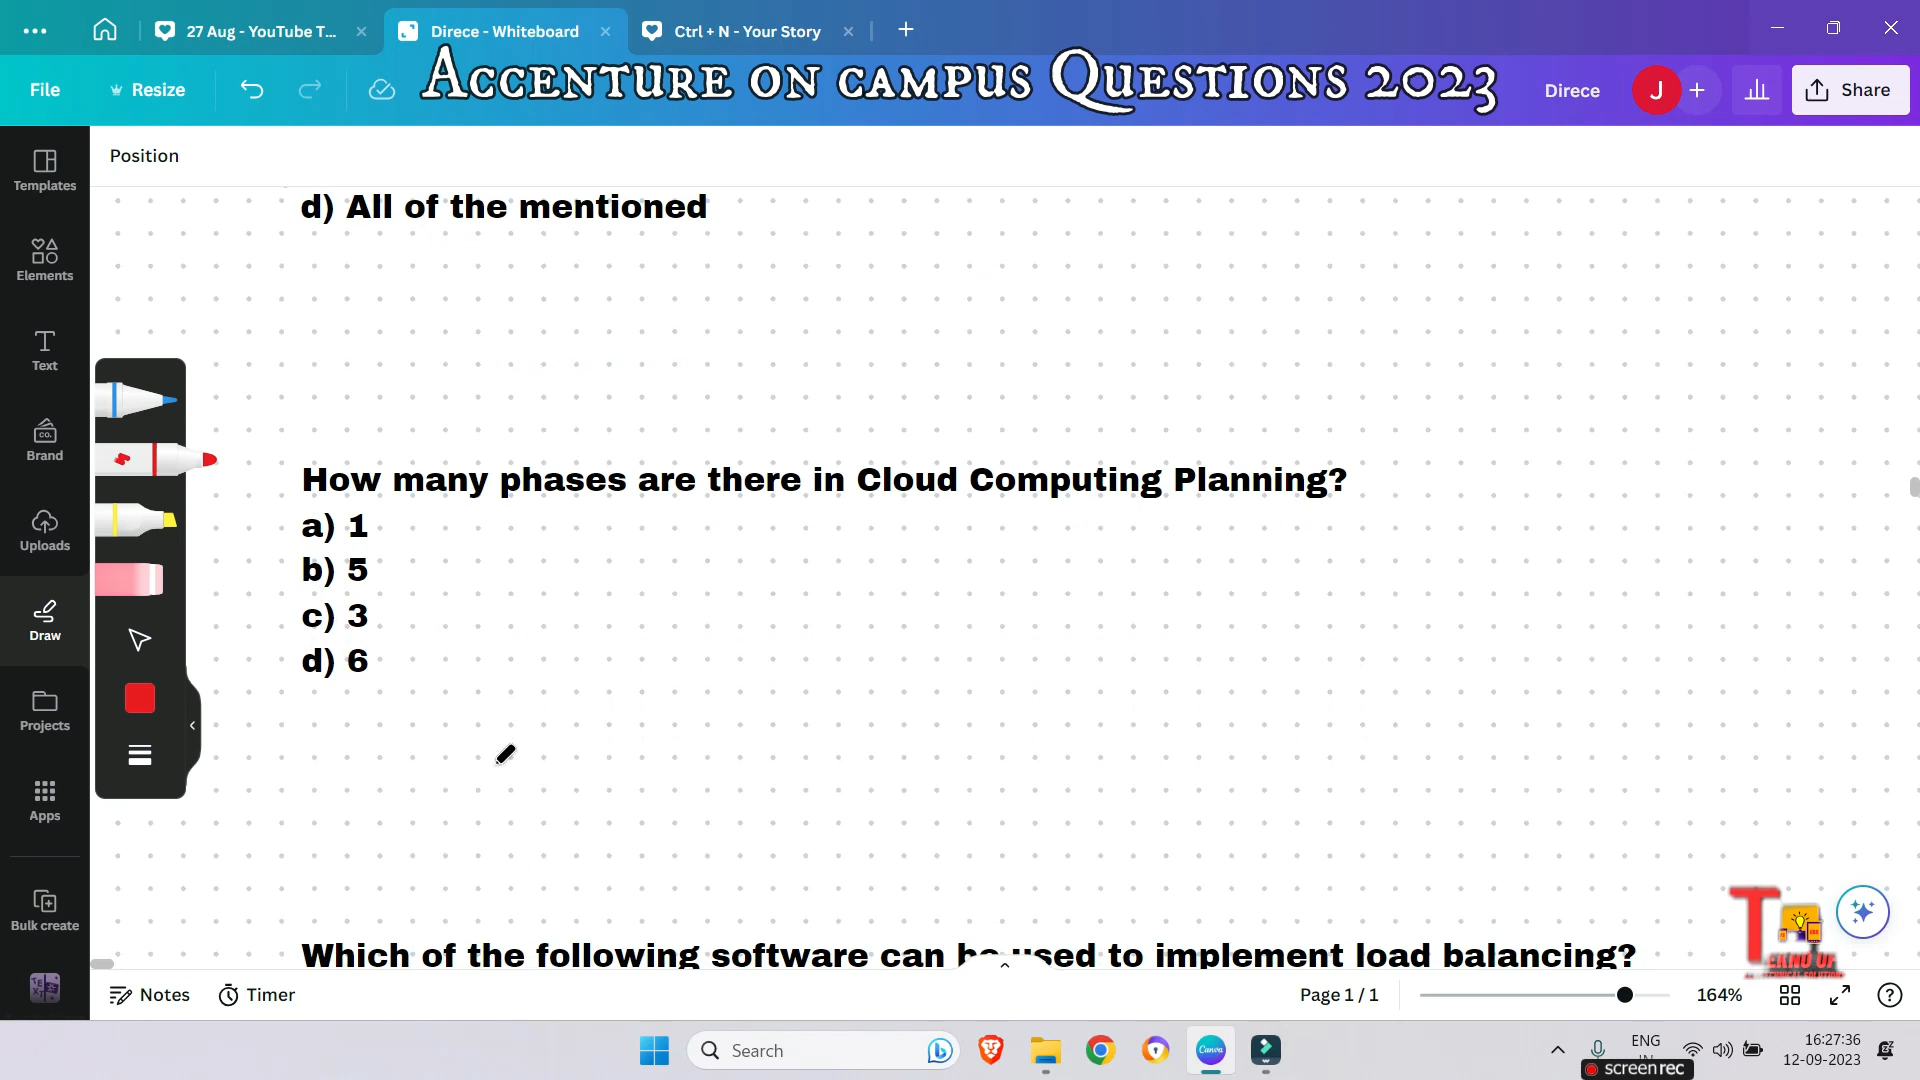 27 Aug - YouTube T...
Direce - Whiteboard
Ctrl + N - Your Story
File
Resize
ACCENTURE ON CAMPUS QUESTIONS 2023
Direce
J
Share
Templates
Elements
Text
CO.
Brand
Uploads
Draw
Projects
Apps
Bulk create
Position
d) All of the mentioned
How many phases are there in Cloud Computing Planning?
a) 1
b) 5
c) 3
d) 6
Which of the following software can be used to implement load balancing?
Notes
Timer
Page 1 / 1
164%
Search
Canva
ENG
IN
16:27:36
12-09-2023
screenrec